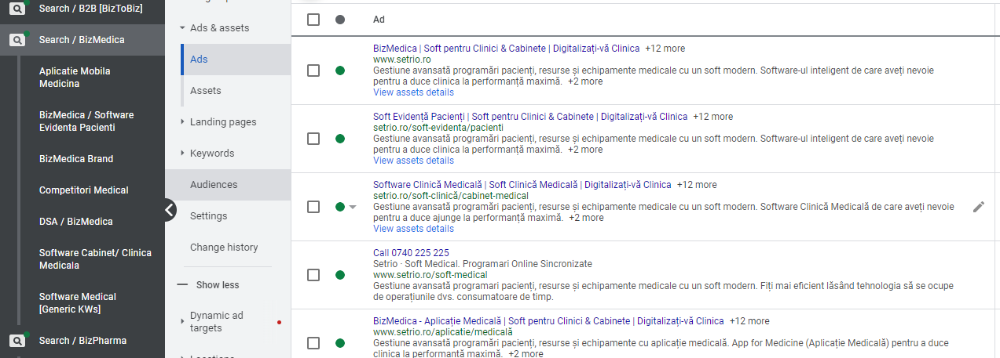 Search / B2B [BizToBiz]
Search / BizMedica
Aplicatie Mobila
Medicina
BizMedica / Software
Evidenta Pacienti
BizMedica Brand
Competitori Medical
DSA / BizMedica
Software Cabinet/ Clinica
Medicala
Software Medical
[Generic KWs]
Search / BizPharma
Ads & assets
Ads
Assets
Landing pages
Keywords
Audiences
Settings
Change history
Show less
Dynamic ad
targets
Locations
Ad
BizMedica | Soft pentru Clinici & Cabinete | Digitalizați-vă Clinica +12 more
www.setrio.ro
Gestiune avansată programări pacienți, resurse și echipamente medicale cu un soft modern. Software-ul inteligent de care aveți nevoie
pentru a duce clinica la performanță maximă. +2 more
View assets details
Soft Evidență Pacienți | Soft pentru Clinici & Cabinete | Digitalizați-vă Clinica +12 more
setrio.ro/soft-evidenta/pacienti
Gestiune avansată programări pacienți, resurse și echipamente medicale cu un soft modern. Software-ul inteligent de care aveți nevoie
pentru a duce clinica la performanță maximă. +2 more
View assets details
Software Clinică Medicală | Soft Clinică Medicală | Digitalizați-vă Clinica +12 more
setrio.ro/soft-clinică/cabinet-medical
Gestiune avansată programări pacienți, resurse și echipamente medicale cu un soft modern. Software Clinică Medicală de care aveți nevoie
pentru a duce ajunge la performanță maximă. +2 more
View assets details
Call 0740 225 225
Setrio · Soft Medical. Programari Online Sincronizate
www.setrio.ro/soft-medical
Gestiune avansată programări pacienți, resurse și echipamente medicale cu un soft modern. Fiți mai eficient lăsând tehnologia să se ocupe
de operațiunile dvs. consumatoare de timp.
BizMedica - Aplicație Medicală | Soft pentru Clinici & Cabinete | Digitalizați-vă Clinica +12 more
www.setrio.ro/aplicatie/medicală
Gestiune avansată programări pacienți, resurse și echipamente cu aplicație medicală. App for Medicine (Aplicație Medicală) pentru a duce
clinica la performanță maximă. +2 more